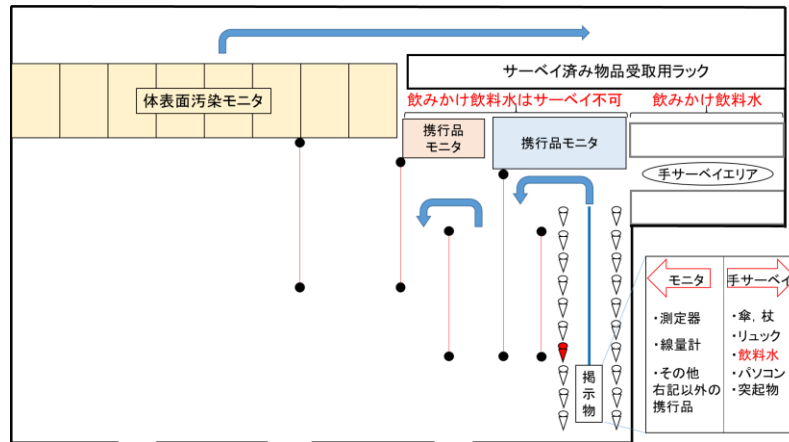 サーベイ済み物品受取用ラック
体表面汚染モニタ
飲みかけ飲料水はサーベイ不可
飲みかけ飲料水
携行品
モニタ
携行品モニタ
手サーベイエリア
モニタ
手サーベイ
・測定器
・線量計
・その他
右記以外の
携行品
・傘，杖
・リュック
・飲料水
・パソコン
・突起物
掲示物